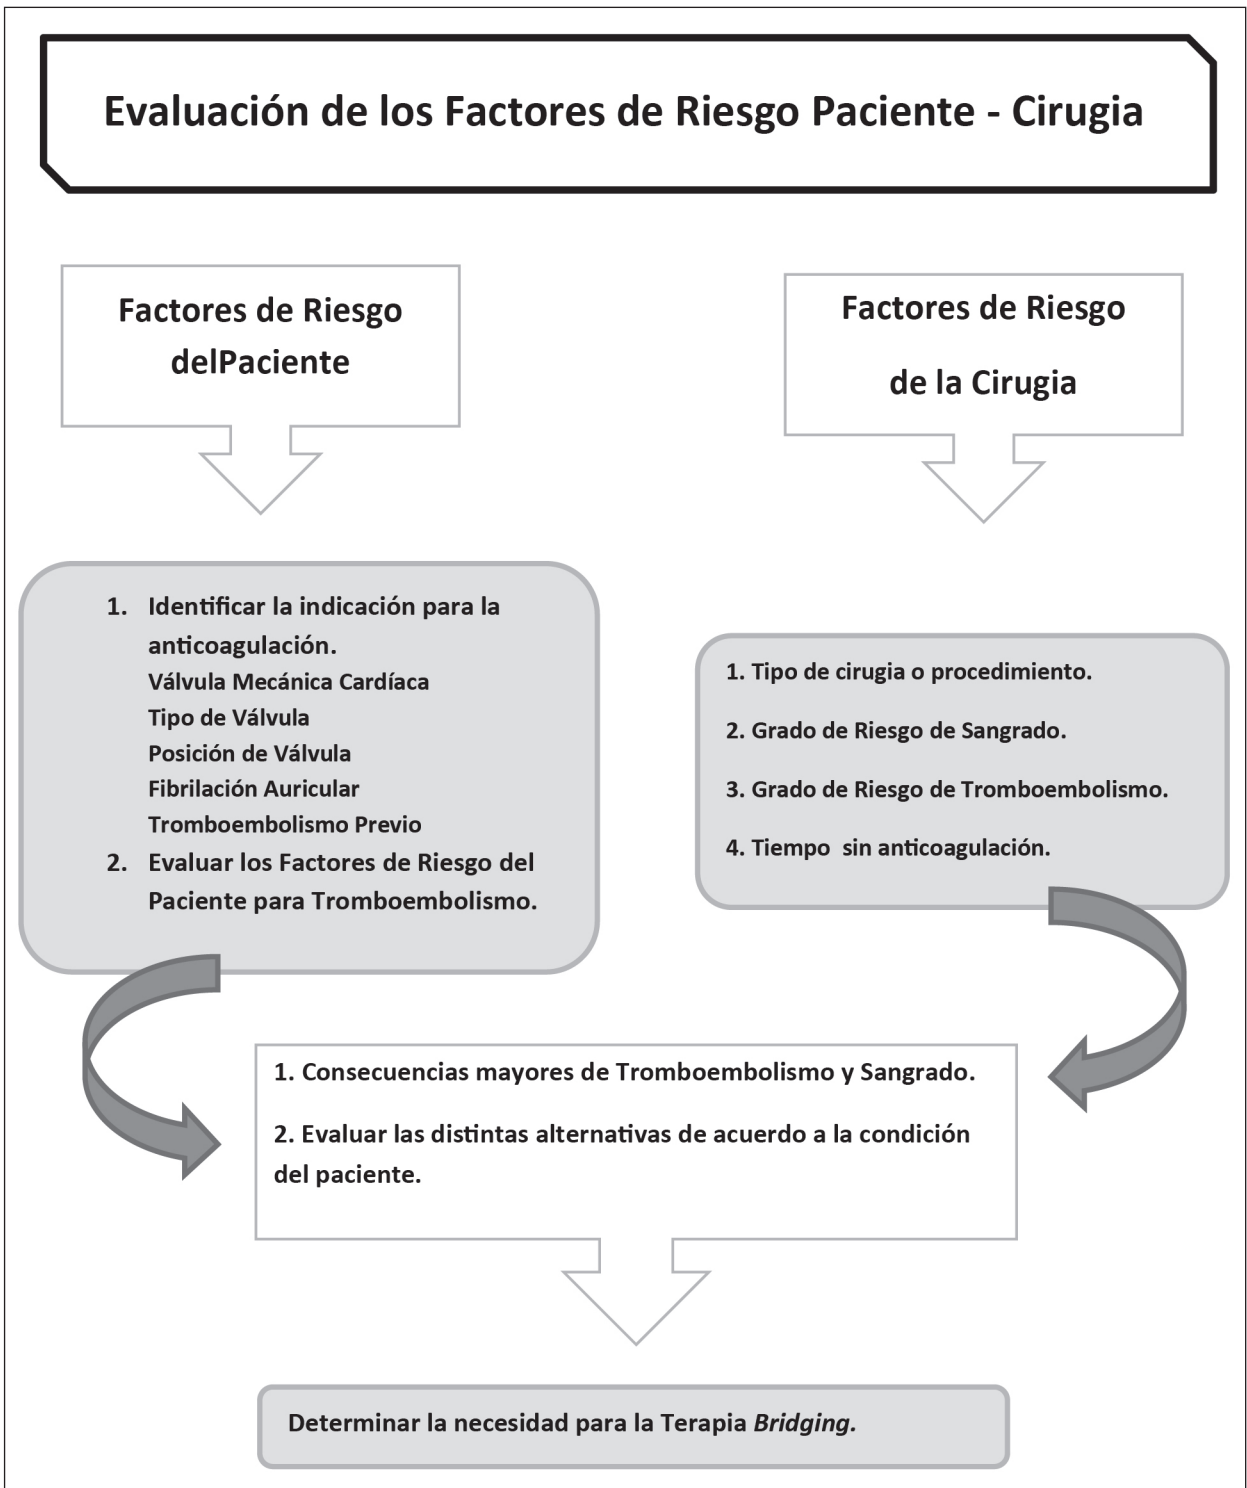 Evaluación de los Factores de Riesgo Paciente - Cirugia
Factores de Riesgo
delPaciente
Factores de Riesgo
de la Cirugia
1. Identificar la indicación para la
anticoagulación.
Válvula Mecánica Cardíaca
Tipo de Válvula
Posición de Válvula
Fibrilación Auricular
Tromboembolismo Previo
2. Evaluar los Factores de Riesgo del
Paciente para Tromboembolismo.
1. Tipo de cirugia o procedimiento.
2. Grado de Riesgo de Sangrado.
3. Grado de Riesgo de Tromboembolismo.
4. Tiempo sin anticoagulación.
1. Consecuencias mayores de Tromboembolismo y Sangrado.
2. Evaluar las distintas alternativas de acuerdo a la condición
del paciente.
Determinar la necesidad para la Terapia Bridging.